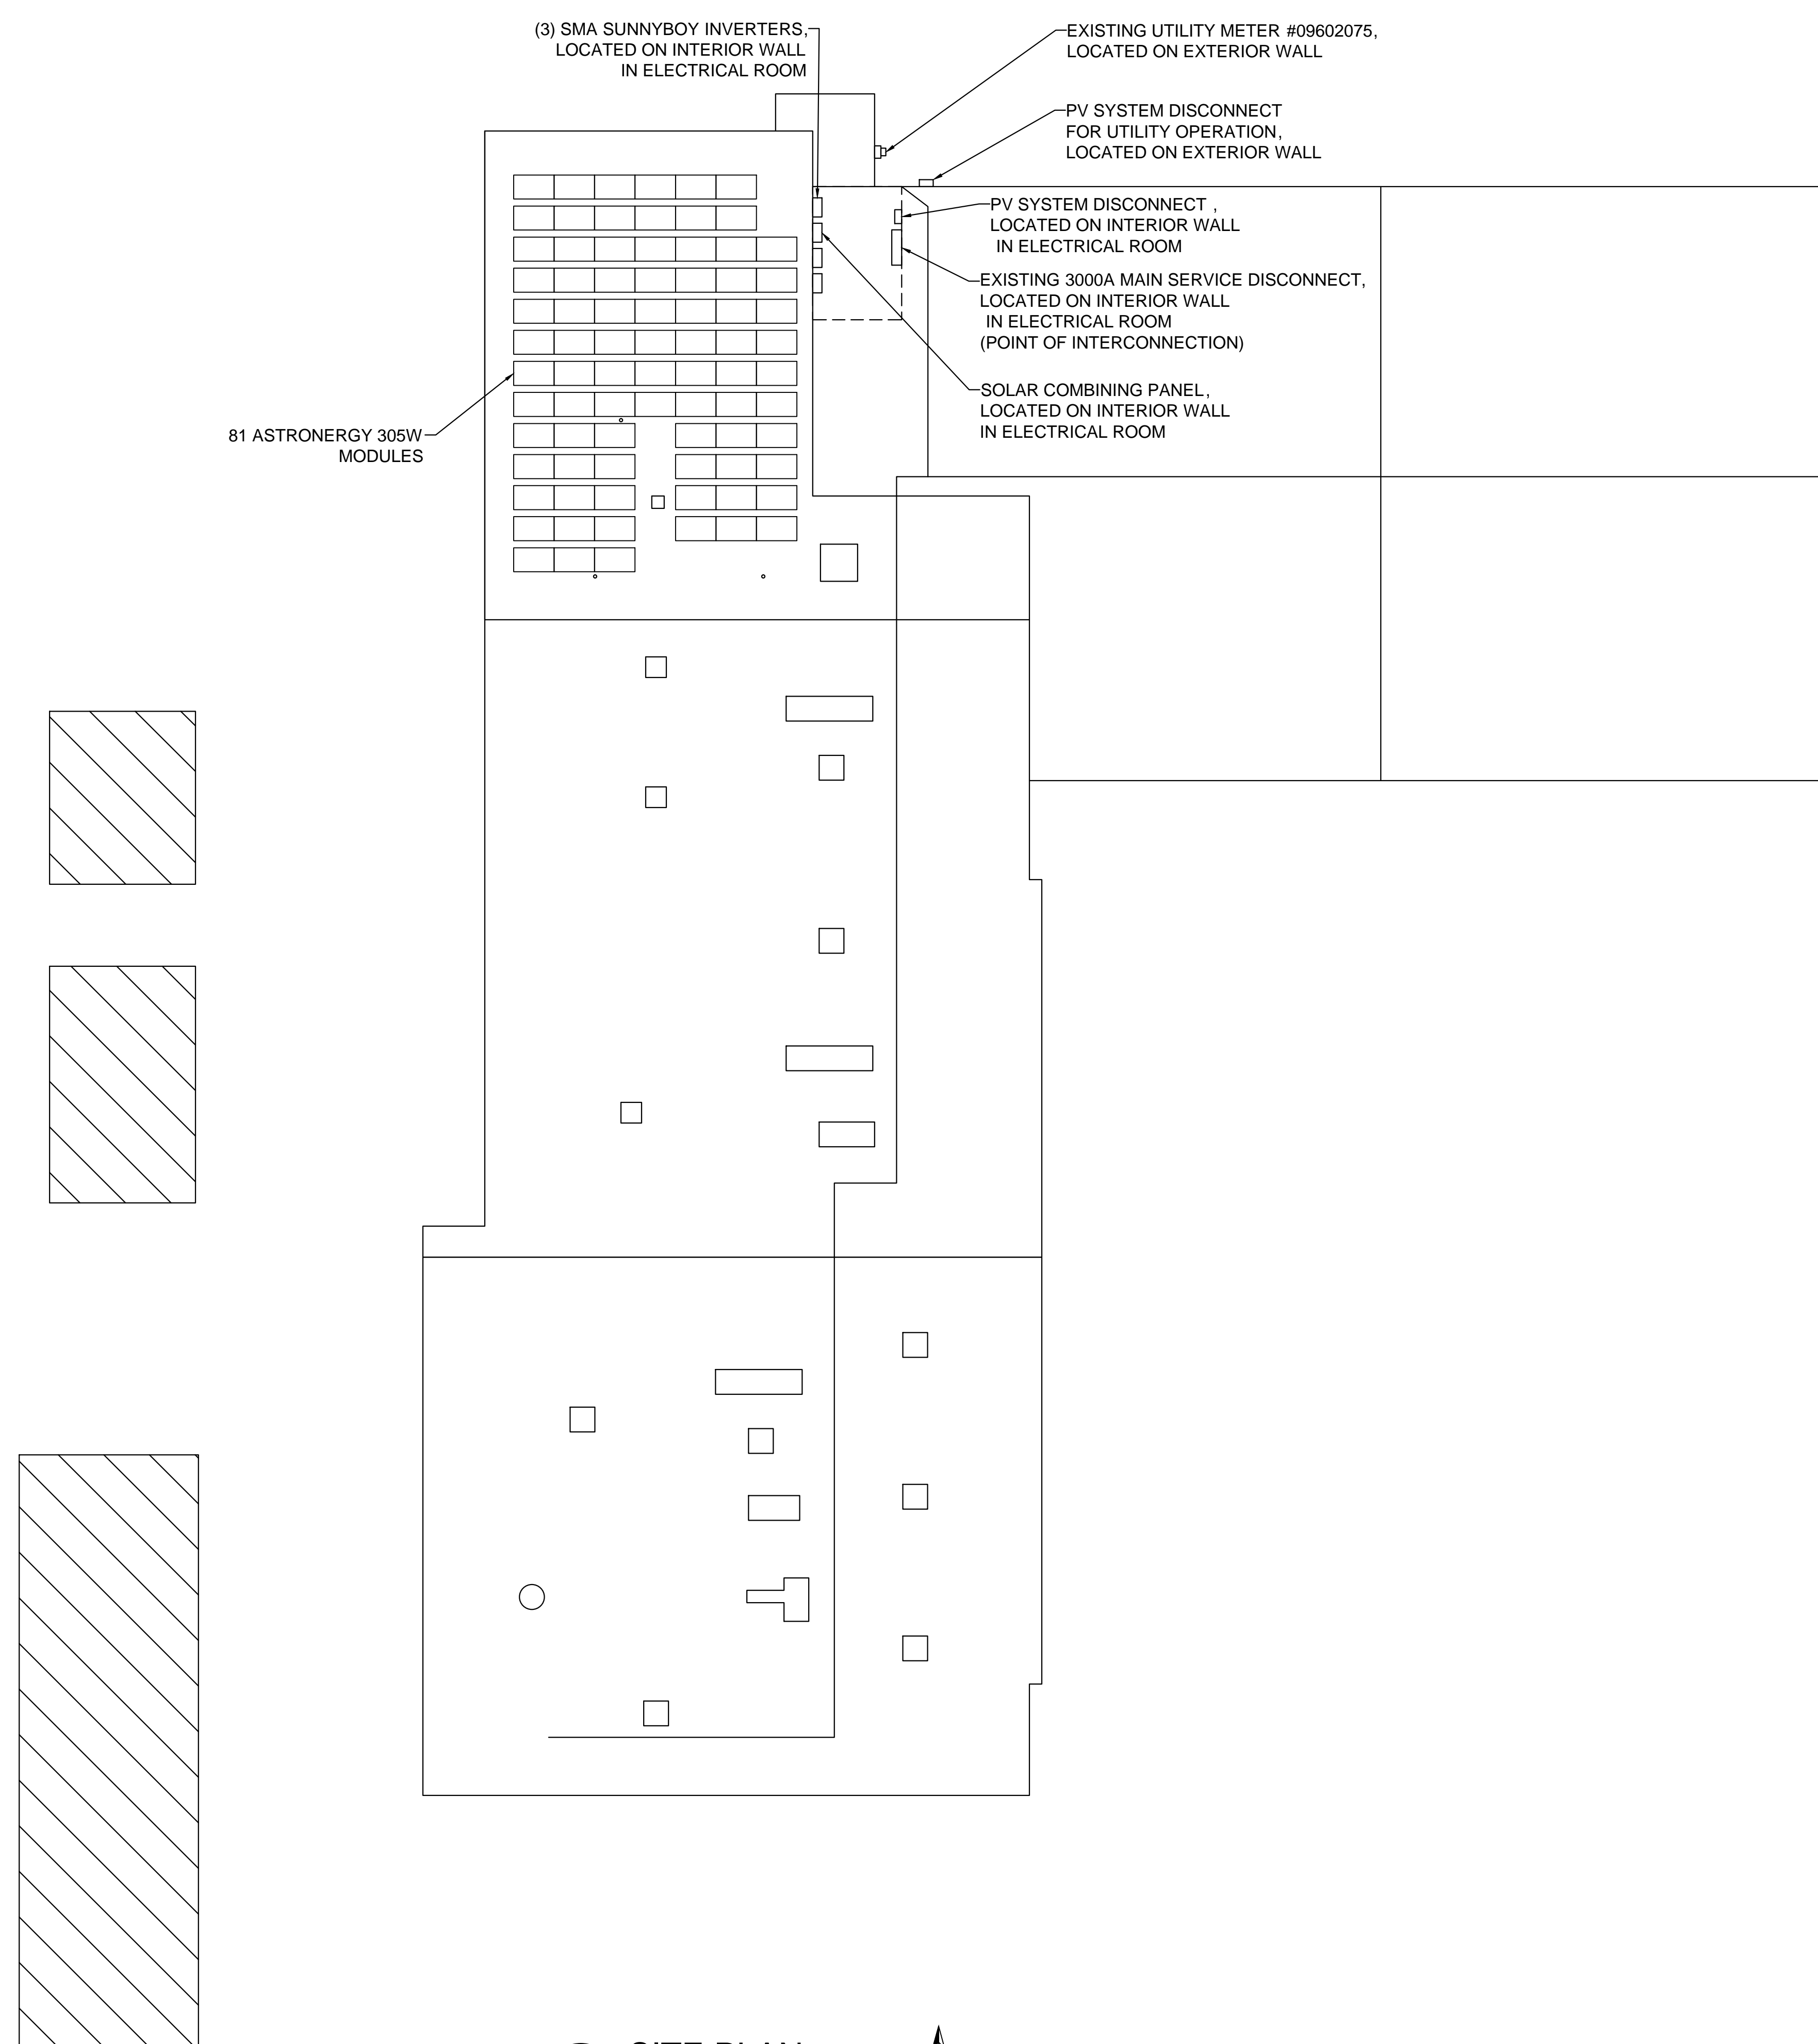 (3) SMA SUNNYBOY INVERTERS,
LOCATED ON INTERIOR WALL
IN ELECTRICAL ROOM
EXISTING UTILITY METER #09602075,
LOCATED ON EXTERIOR WALL
PV SYSTEM DISCONNECT
FOR UTILITY OPERATION,
LOCATED ON EXTERIOR WALL
PV SYSTEM DISCONNECT ,
LOCATED ON INTERIOR WALL
IN ELECTRICAL ROOM
EXISTING 3000A MAIN SERVICE DISCONNECT,
LOCATED ON INTERIOR WALL
IN ELECTRICAL ROOM
(POINT OF INTERCONNECTION)
SOLAR COMBINING PANEL,
LOCATED ON INTERIOR WALL
IN ELECTRICAL ROOM
81 ASTRONERGY 305W
MODULES
SITE PLAN